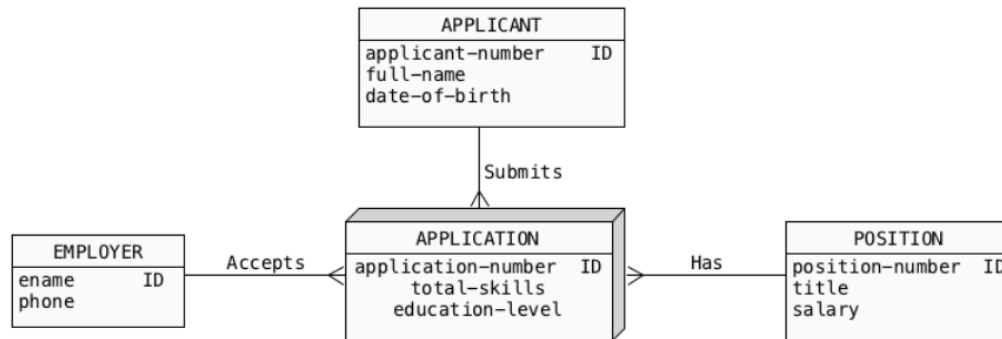 APPLICANT
applicant-number ID
full-name
date-of-birth
Submits
EMPLOYER
ename ID
phone
Accepts
APPLICATION
application-number ID
total-skills
education-level
Has
POSITION
position-number ID
title
salary